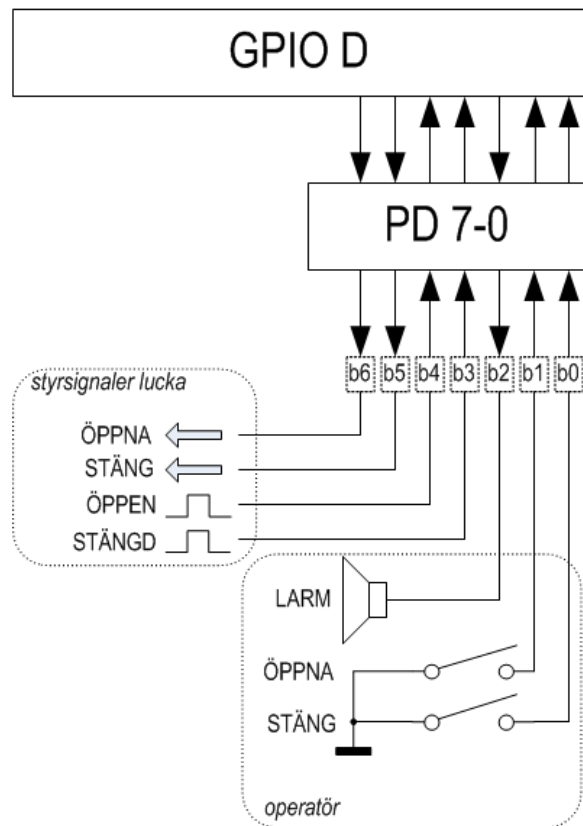 GPIO D
PD 7-0
b6 b5 b4 b3 b2 b1 b0
styrsignaler lucka
ÖPPNA
STÄNG
ÖPPEN
STÄNGD
LARM
ÖPPNA
STÄNG
operatör